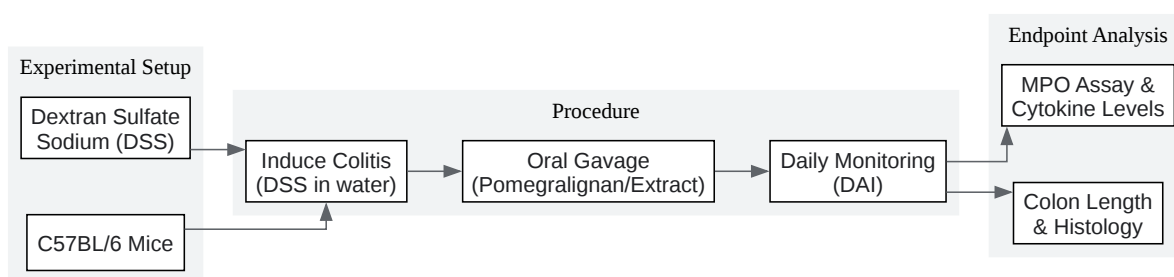 Experimental Setup
Dextran Sulfate
Sodium (DSS)
C57BL/6 Mice
Procedure
Induce Colitis
(DSS in water)
Oral Gavage
(Pomegralignan/Extract)
Daily Monitoring
(DAI)
Endpoint Analysis
MPO Assay &
Cytokine Levels
Colon Length
& Histology